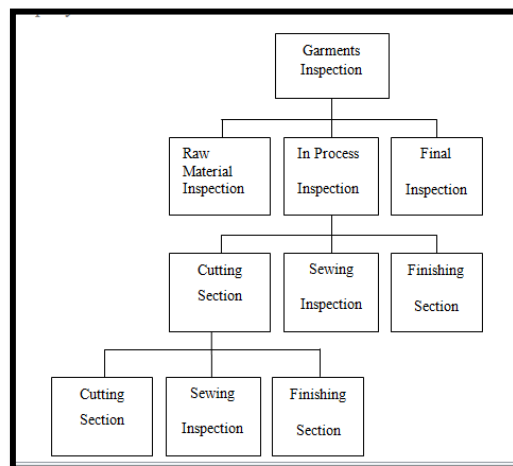 Garments
Inspection
Raw
Material
Inspection
In Process
Inspection
Final
Inspection
Cutting
Section
Sewing
Inspection
Finishing
Section
Cutting
Section
Sewing
Inspection
Finishing
Section